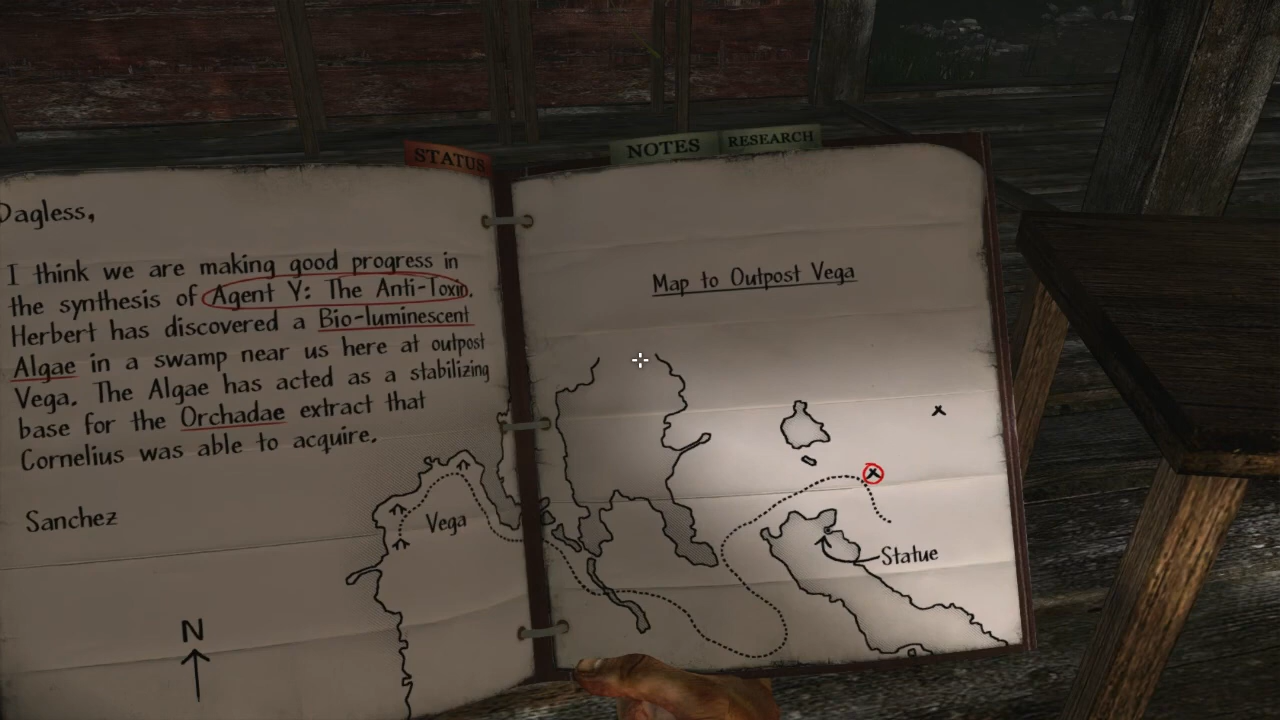 STATUS
NOTES
RESEARCH
Dagless,
I think we are making good progress in
the synthesis of Agent Y: The Anti-Toxin.
Herbert has discovered a Bio-luminescent
Algae in a swamp near us here at outpost
Vega. The Algae has acted as a stabilizing
base for the Orchadae extract that
Cornelius was able to acquire.
Sanchez
Vega
N
Map to Outpost Vega
Statue